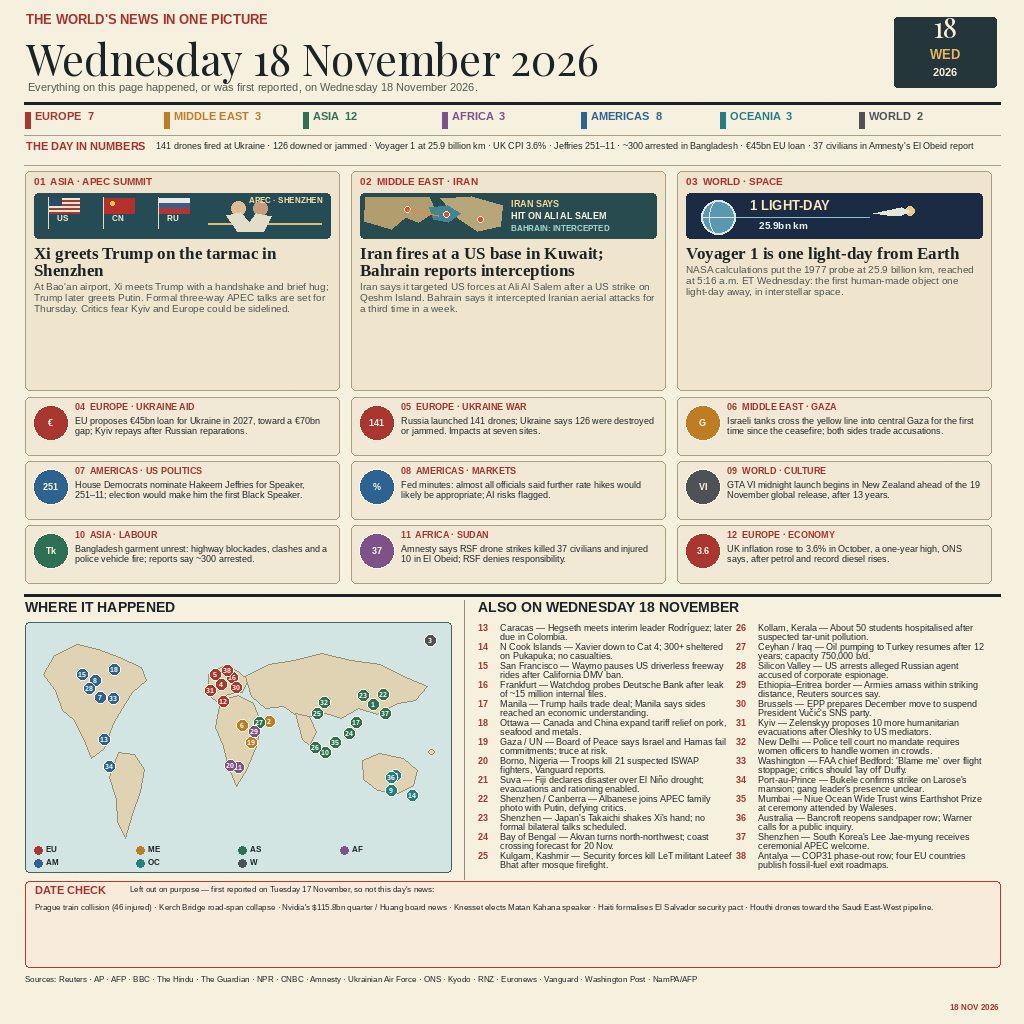 THE WORLD'S NEWS IN ONE PICTURE
Wednesday 18 November 2026
Everything on this page happened, or was first reported, on Wednesday 18 November 2026.
18
WED
2026
EUROPE 7
MIDDLE EAST 3
ASIA 12
AFRICA 3
AMERICAS 8
OCEANIA 3
WORLD 2
THE DAY IN NUMBERS 141 drones fired at Ukraine · 126 downed or jammed · Voyager 1 at 25.9 billion km · UK CPI 3.6% · Jeffries 251–11 · ~300 arrested in Bangladesh · €45bn EU loan · 37 civilians in Amnesty's El Obeid report
01 ASIA · APEC SUMMIT
US
CN
RU
APEC · SHENZHEN
Xi greets Trump on the tarmac in
Shenzhen
At Bao'an airport, Xi meets Trump with a handshake and brief hug;
Trump later greets Putin. Formal three-way APEC talks are set for
Thursday. Critics fear Kyiv and Europe could be sidelined.
02 MIDDLE EAST · IRAN
IRAN SAYS
HIT ON ALI AL SALEM
BAHRAIN: INTERCEPTED
Iran fires at a US base in Kuwait;
Bahrain reports interceptions
Iran says it targeted US forces at Ali Al Salem after a US strike on
Qeshm Island. Bahrain says it intercepted Iranian aerial attacks for
a third time in a week.
03 WORLD · SPACE
1 LIGHT-DAY
25.9bn km
Voyager 1 is one light-day from Earth
NASA calculations put the 1977 probe at 25.9 billion km, reached
at 5:16 a.m. ET Wednesday: the first human-made object one
light-day away, in interstellar space.
€
04 EUROPE · UKRAINE AID
EU proposes €45bn loan for Ukraine in 2027, toward a €70bn
gap; Kyiv repays after Russian reparations.
141
05 EUROPE · UKRAINE WAR
Russia launched 141 drones; Ukraine says 126 were destroyed
or jammed. Impacts at seven sites.
G
06 MIDDLE EAST · GAZA
Israeli tanks cross the yellow line into central Gaza for the first
time since the ceasefire; both sides trade accusations.
251
07 AMERICAS · US POLITICS
House Democrats nominate Hakeem Jeffries for Speaker,
251–11; election would make him the first Black Speaker.
%
08 AMERICAS · MARKETS
Fed minutes: almost all officials said further rate hikes would
likely be appropriate; AI risks flagged.
VI
09 WORLD · CULTURE
GTA VI midnight launch begins in New Zealand ahead of the 19
November global release, after 13 years.
Tk
10 ASIA · LABOUR
Bangladesh garment unrest: highway blockades, clashes and a
police vehicle fire; reports say ~300 arrested.
37
11 AFRICA · SUDAN
Amnesty says RSF drone strikes killed 37 civilians and injured
10 in El Obeid; RSF denies responsibility.
3.6
12 EUROPE · ECONOMY
UK inflation rose to 3.6% in October, a one-year high, ONS
says, after petrol and record diesel rises.
WHERE IT HAPPENED
3
15
8
18
28
7
33
13
34
5
38
16
4
30
31
12
6
27
2
29
19
20
32
25
23
22
1
37
17
24
35
26
10
36
9
14
EU
ME
AS
AF
AM
OC
W
ALSO ON WEDNESDAY 18 NOVEMBER
13 Caracas — Hegseth meets interim leader Rodríguez; later
due in Colombia.
14 N Cook Islands — Xavier down to Cat 4; 300+ sheltered
on Pukapuka; no casualties.
15 San Francisco — Waymo pauses US driverless freeway
rides after California DMV ban.
16 Frankfurt — Watchdog probes Deutsche Bank after leak
of ~15 million internal files.
17 Manila — Trump hails trade deal; Manila says sides
reached an economic understanding.
18 Ottawa — Canada and China expand tariff relief on pork,
seafood and metals.
19 Gaza / UN — Board of Peace says Israel and Hamas fail
commitments; truce at risk.
20 Borno, Nigeria — Troops kill 21 suspected ISWAP
fighters, Vanguard reports.
21 Suva — Fiji declares disaster over El Niño drought;
evacuations and rationing enabled.
22 Shenzhen / Canberra — Albanese joins APEC family
photo with Putin, defying critics.
23 Shenzhen — Japan's Takaichi shakes Xi's hand; no
formal bilateral talks scheduled.
24 Bay of Bengal — Akvan turns north-northwest; coast
crossing forecast for 20 Nov.
25 Kulgam, Kashmir — Security forces kill LeT militant Lateef
Bhat after mosque firefight.
26 Kollam, Kerala — About 50 students hospitalised after
suspected tar-unit pollution.
27 Ceyhan / Iraq — Oil pumping to Turkey resumes after 12
years; capacity 750,000 b/d.
28 Silicon Valley — US arrests alleged Russian agent
accused of corporate espionage.
29 Ethiopia–Eritrea border — Armies amass within striking
distance, Reuters sources say.
30 Brussels — EPP prepares December move to suspend
President Vučić's SNS party.
31 Kyiv — Zelenskyy proposes 10 more humanitarian
evacuations after Oleshky to US mediators.
32 New Delhi — Police tell court no mandate requires
women officers to handle women in crowds.
33 Washington — FAA chief Bedford: 'Blame me' over flight
stoppage; critics should 'lay off' Duffy.
34 Port-au-Prince — Bukele confirms strike on Larose's
mansion; gang leader's presence unclear.
35 Mumbai — Niue Ocean Wide Trust wins Earthshot Prize
at ceremony attended by Waleses.
36 Australia — Bancroft reopens sandpaper row; Warner
calls for a public inquiry.
37 Shenzhen — South Korea's Lee Jae-myung receives
ceremonial APEC welcome.
38 Antalya — COP31 phase-out row; four EU countries
publish fossil-fuel exit roadmaps.
DATE CHECK Left out on purpose — first reported on Tuesday 17 November, so not this day's news:
Prague train collision (46 injured) · Kerch Bridge road-span collapse · Nvidia's $115.8bn quarter / Huang board news · Knesset elects Matan Kahana speaker · Haiti formalises El Salvador security pact · Houthi drones toward the Saudi East-West pipeline.
Sources: Reuters · AP · AFP · BBC · The Hindu · The Guardian · NPR · CNBC · Amnesty · Ukrainian Air Force · ONS · Kyodo · RNZ · Euronews · Vanguard · Washington Post · NamPA/AFP
18 NOV 2026